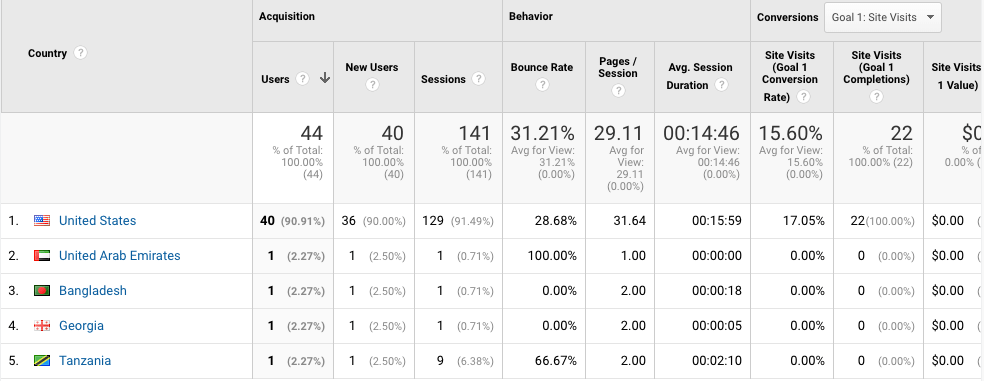 Acquisition Behavior Conversions Goal 1: Site Visits
Country ? Users ? New Users ? Sessions ? Bounce Rate ? Pages / Session ? Avg. Session Duration ? Site Visits (Goal 1 Conversion Rate) ? Site Visits (Goal 1 Completions) ? Site Visits 1 Value)
44 % of Total: 100.00% (44) 40 % of Total: 100.00% (40) 141 % of Total: 100.00% (141) 31.21% Avg for View: 31.21% (0.00%) 29.11 Avg for View: 29.11 (0.00%) 00:14:46 Avg for View: 00:14:46 (0.00%) 15.60% Avg for View: 15.60% (0.00%) 22 % of Total: 100.00% (22) $0 % of 0.00% (
1. United States 40 (90.91%) 36 (90.00%) 129 (91.49%) 28.68% 31.64 00:15:59 17.05% 22(100.00%) $0.00 (
2. United Arab Emirates 1 (2.27%) 1 (2.50%) 1 (0.71%) 100.00% 1.00 00:00:00 0.00% 0 (0.00%) $0.00 (
3. Bangladesh 1 (2.27%) 1 (2.50%) 1 (0.71%) 0.00% 2.00 00:00:18 0.00% 0 (0.00%) $0.00 (
4. Georgia 1 (2.27%) 1 (2.50%) 1 (0.71%) 0.00% 2.00 00:00:05 0.00% 0 (0.00%) $0.00 (
5. Tanzania 1 (2.27%) 1 (2.50%) 9 (6.38%) 66.67% 2.00 00:02:10 0.00% 0 (0.00%) $0.00 (